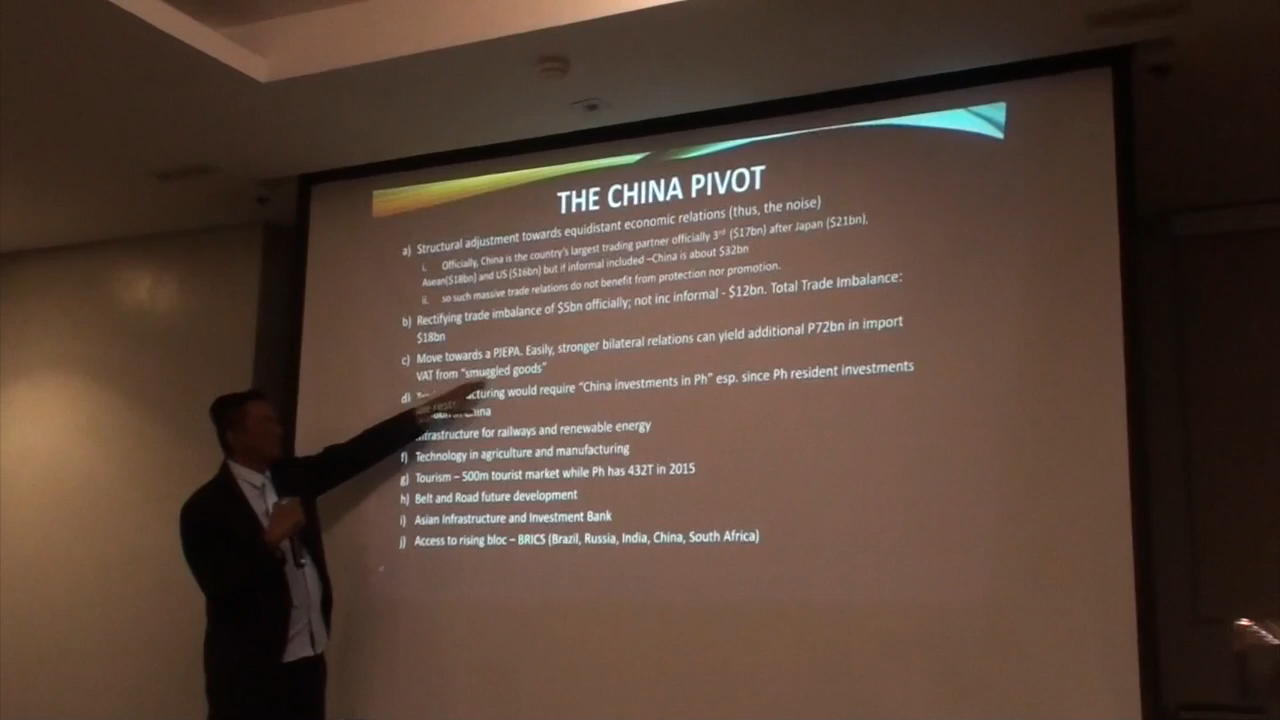 THE CHINA PIVOT
a) Structural adjustment towards equidistant economic relations (thus, the noise)
i. Officially, China is the country's largest trading partner officially 3rd ($17bn) after Japan ($21bn),
Asean($18bn) and US ($16bn) but if informal included –China is about $32bn
ii. so such massive trade relations do not benefit from protection nor promotion.
b) Rectifying trade imbalance of $5bn officially; not inc informal - $12bn. Total Trade Imbalance:
$18bn
c) Move towards a PJEPA. Easily, stronger bilateral relations can yield additional P72bn in import
VAT from "smuggled goods"
d) would require "China investments in Ph" esp. since Ph resident investments
frastructure for railways and renewable energy
f) Technology in agriculture and manufacturing
g) Tourism – 500m tourist market while Ph has 432T in 2015
h) Belt and Road future development
i) Asian Infrastructure and Investment Bank
j) Access to rising bloc – BRICS (Brazil, Russia, India, China, South Africa)